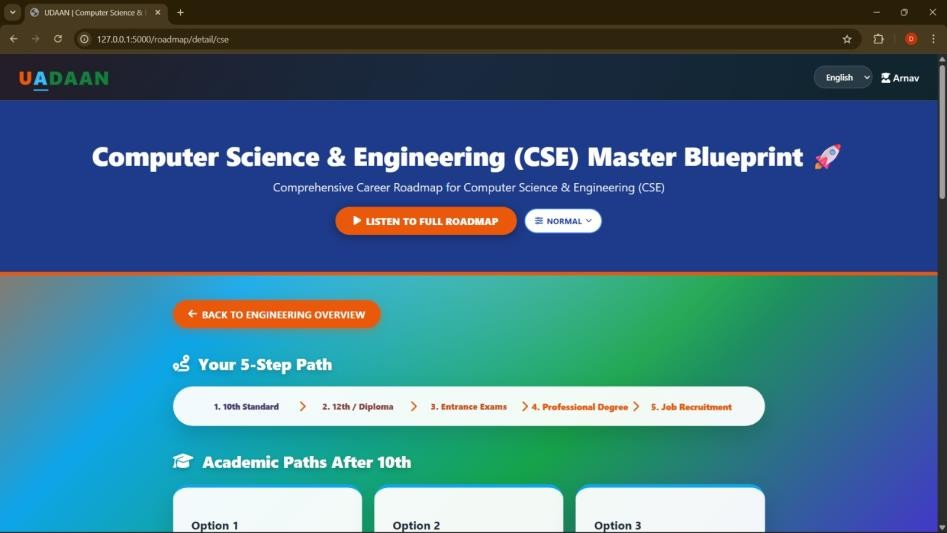 UDAAN | Computer Science &
127.0.0.1:5000/roadmap/detail/cse
D
UADAAN
English
Arnav
Computer Science & Engineering (CSE) Master Blueprint
Comprehensive Career Roadmap for Computer Science & Engineering (CSE)
LISTEN TO FULL ROADMAP
NORMAL
BACK TO ENGINEERING OVERVIEW
Your 5-Step Path
1. 10th Standard
2. 12th / Diploma
3. Entrance Exams
4. Professional Degree
5. Job Recruitment
Academic Paths After 10th
Option 1
Option 2
Option 3